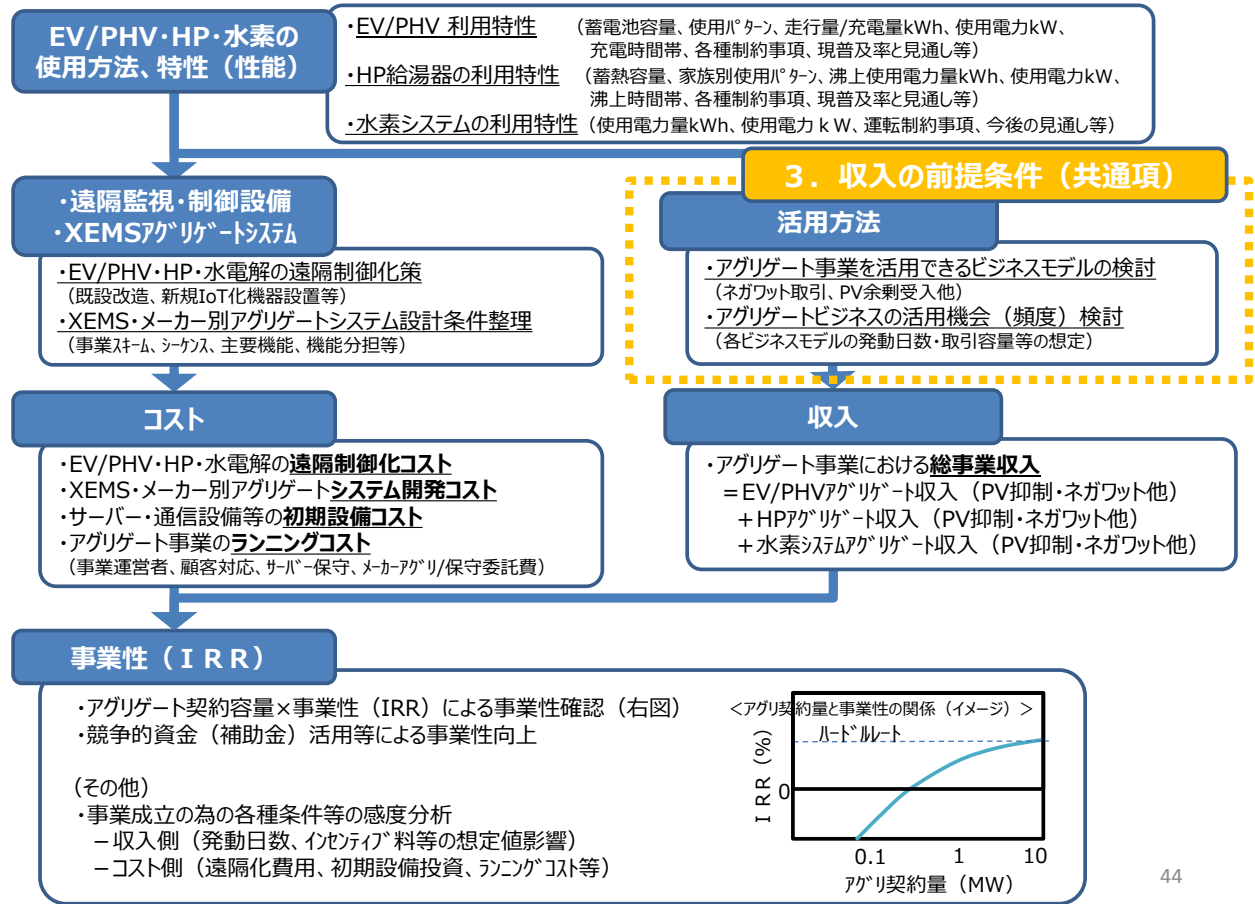 EV/PHV・HP・水素の
使用方法、特性（性能）
・EV/PHV 利用特性 （蓄電池容量、使用ﾊﾟﾀｰﾝ、走行量/充電量kWh、使用電力kW、
充電時間帯、各種制約事項、現普及率と見通し等）
・HP給湯器の利用特性 （蓄熱容量、家族別使用ﾊﾟﾀｰﾝ、沸上使用電力量kWh、使用電力kW、
沸上時間帯、各種制約事項、現普及率と見通し等）
・水素システムの利用特性（使用電力量kWh、使用電力ｋW、運転制約事項、今後の見通し等）
３．収入の前提条件（共通項）
・遠隔監視・制御設備
・XEMSｱｸﾞﾘｹﾞｰﾄｼｽﾃﾑ
・EV/PHV・HP・水電解の遠隔制御化策
（既設改造、新規IoT化機器設置等）
・XEMS・メーカー別アグリゲートシステム設計条件整理
（事業ｽｷｰﾑ、ｼｰｹﾝｽ、主要機能、機能分担等）
活用方法
・アグリゲート事業を活用できるビジネスモデルの検討
（ネガワット取引、PV余剰受入他）
・アグリゲートビジネスの活用機会（頻度）検討
（各ビジネスモデルの発動日数・取引容量等の想定）
コスト
・EV/PHV・HP・水電解の遠隔制御化コスト
・XEMS・メーカー別アグリゲートシステム開発コスト
・サーバー・通信設備等の初期設備コスト
・アグリゲート事業のランニングコスト
（事業運営者、顧客対応、ｻｰﾊﾞｰ保守、ﾒｰｶｰｱｸﾞﾘ/保守委託費）
収入
・アグリゲート事業における総事業収入
＝EV/PHVｱｸﾞﾘｹﾞｰﾄ収入（PV抑制・ネガワット他）
＋HPｱｸﾞﾘｹﾞｰﾄ収入（PV抑制・ネガワット他）
＋水素ｼｽﾃﾑｱｸﾞﾘｹﾞｰﾄ収入（PV抑制・ネガワット他）
事業性（ＩＲＲ）
・アグリゲート契約容量×事業性（IRR）による事業性確認（右図）
・競争的資金（補助金）活用等による事業性向上
（その他）
・事業成立の為の各種条件等の感度分析
－収入側（発動日数、ｲﾝｾﾝﾃｨﾌﾞ料等の想定値影響）
－コスト側（遠隔化費用、初期設備投資、ﾗﾝﾆﾝｸﾞｺｽﾄ等）
＜アグリ契約量と事業性の関係（イメージ）＞
ﾊｰﾄﾞﾙﾚｰﾄ
ＩＲＲ（％）
0
0.1 1 10
ｱｸﾞﾘ契約量（MW）
44